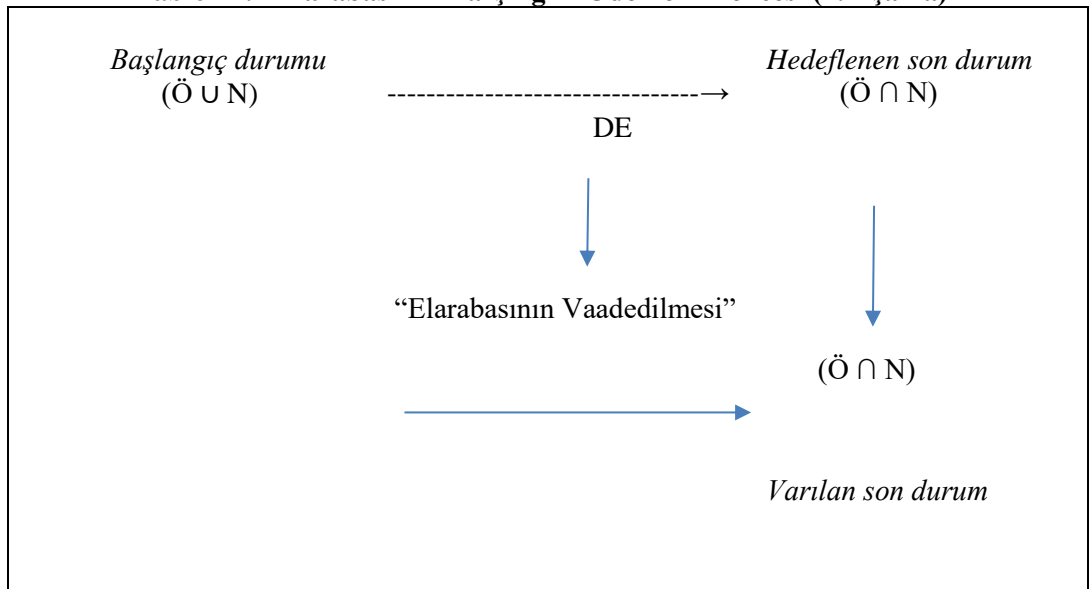 Başlangıç durumu Hedeflenen son durum
(Ö ∪ N) --------------------------------→ (Ö ∩ N)
DE
“Elarabasının Vaadedilmesi”
(Ö ∩ N)
Varılan son durum